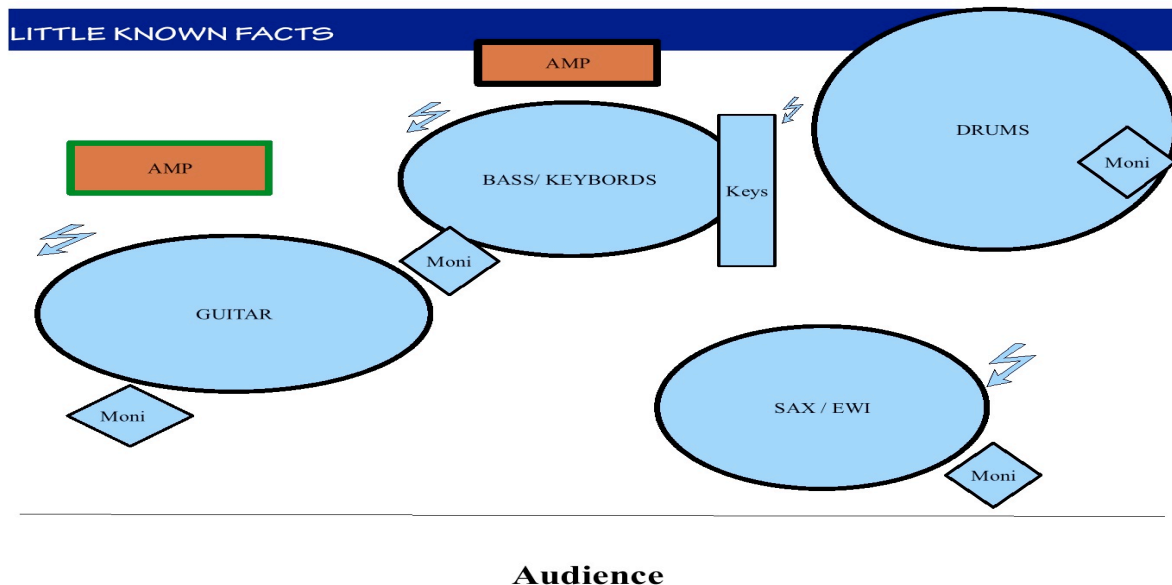 LITTLE KNOWN FACTS
AMP
DRUMS
Moni
AMP
BASS/ KEYBORDS
Keys
Moni
GUITAR
SAX / EWI
Moni
Moni
Audience